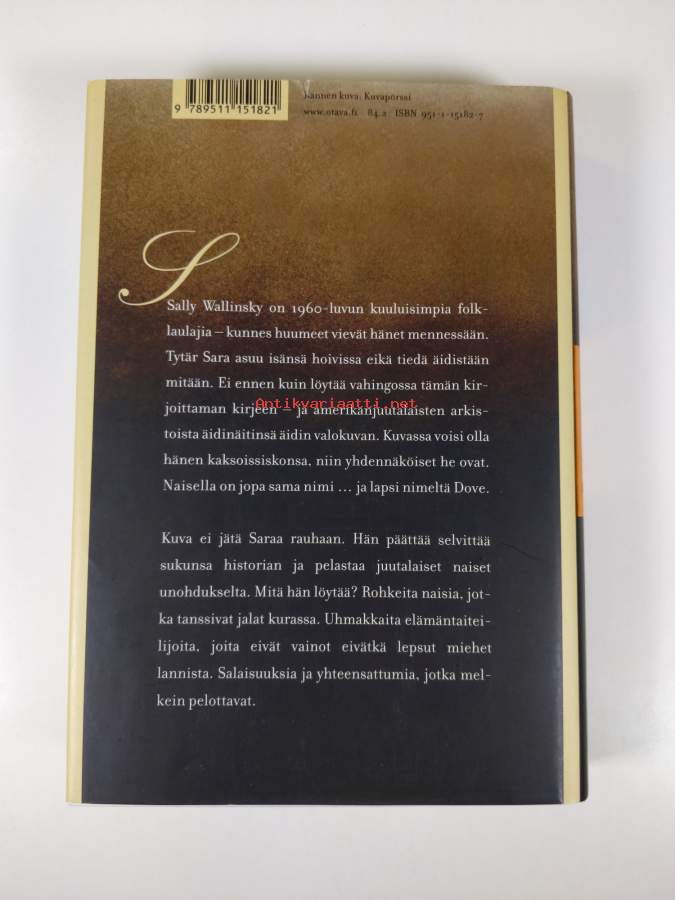 9 789511 151821
Kannen kuva: Kuvapörssi
www.otava.fi 84.2 ISBN 951-1-15182-7
S
Sally Wallinsky on 1960-luvun kuuluisimpia folk-
laulajia – kunnes huumeet vievät hänet mennessään.
Tytär Sara asuu isänsä hoivissa eikä tiedä äidistään
mitään. Ei ennen kuin löytää vahingossa tämän kir-
joittaman kirjeen – ja amerikanjuutalaisten arkis-
Antikvariaatti.net
toista äidinäitinsä äidin valokuvan. Kuvassa voisi olla
hänen kaksoissiskonsa, niin yhdennäköiset he ovat.
Naisella on jopa sama nimi ... ja lapsi nimeltä Dove.
Kuva ei jätä Saraa rauhaan. Hän päättää selvittää
sukunsa historian ja pelastaa juutalaiset naiset
unohdukselta. Mitä hän löytää? Rohkeita naisia, jot-
ka tanssivat jalat kurassa. Uhmakkaita elämäntaitei-
lijoita, joita eivät vainot eivätkä lepsut miehet
lannista. Salaisuuksia ja yhteensattumia, jotka mel-
kein pelottavat.